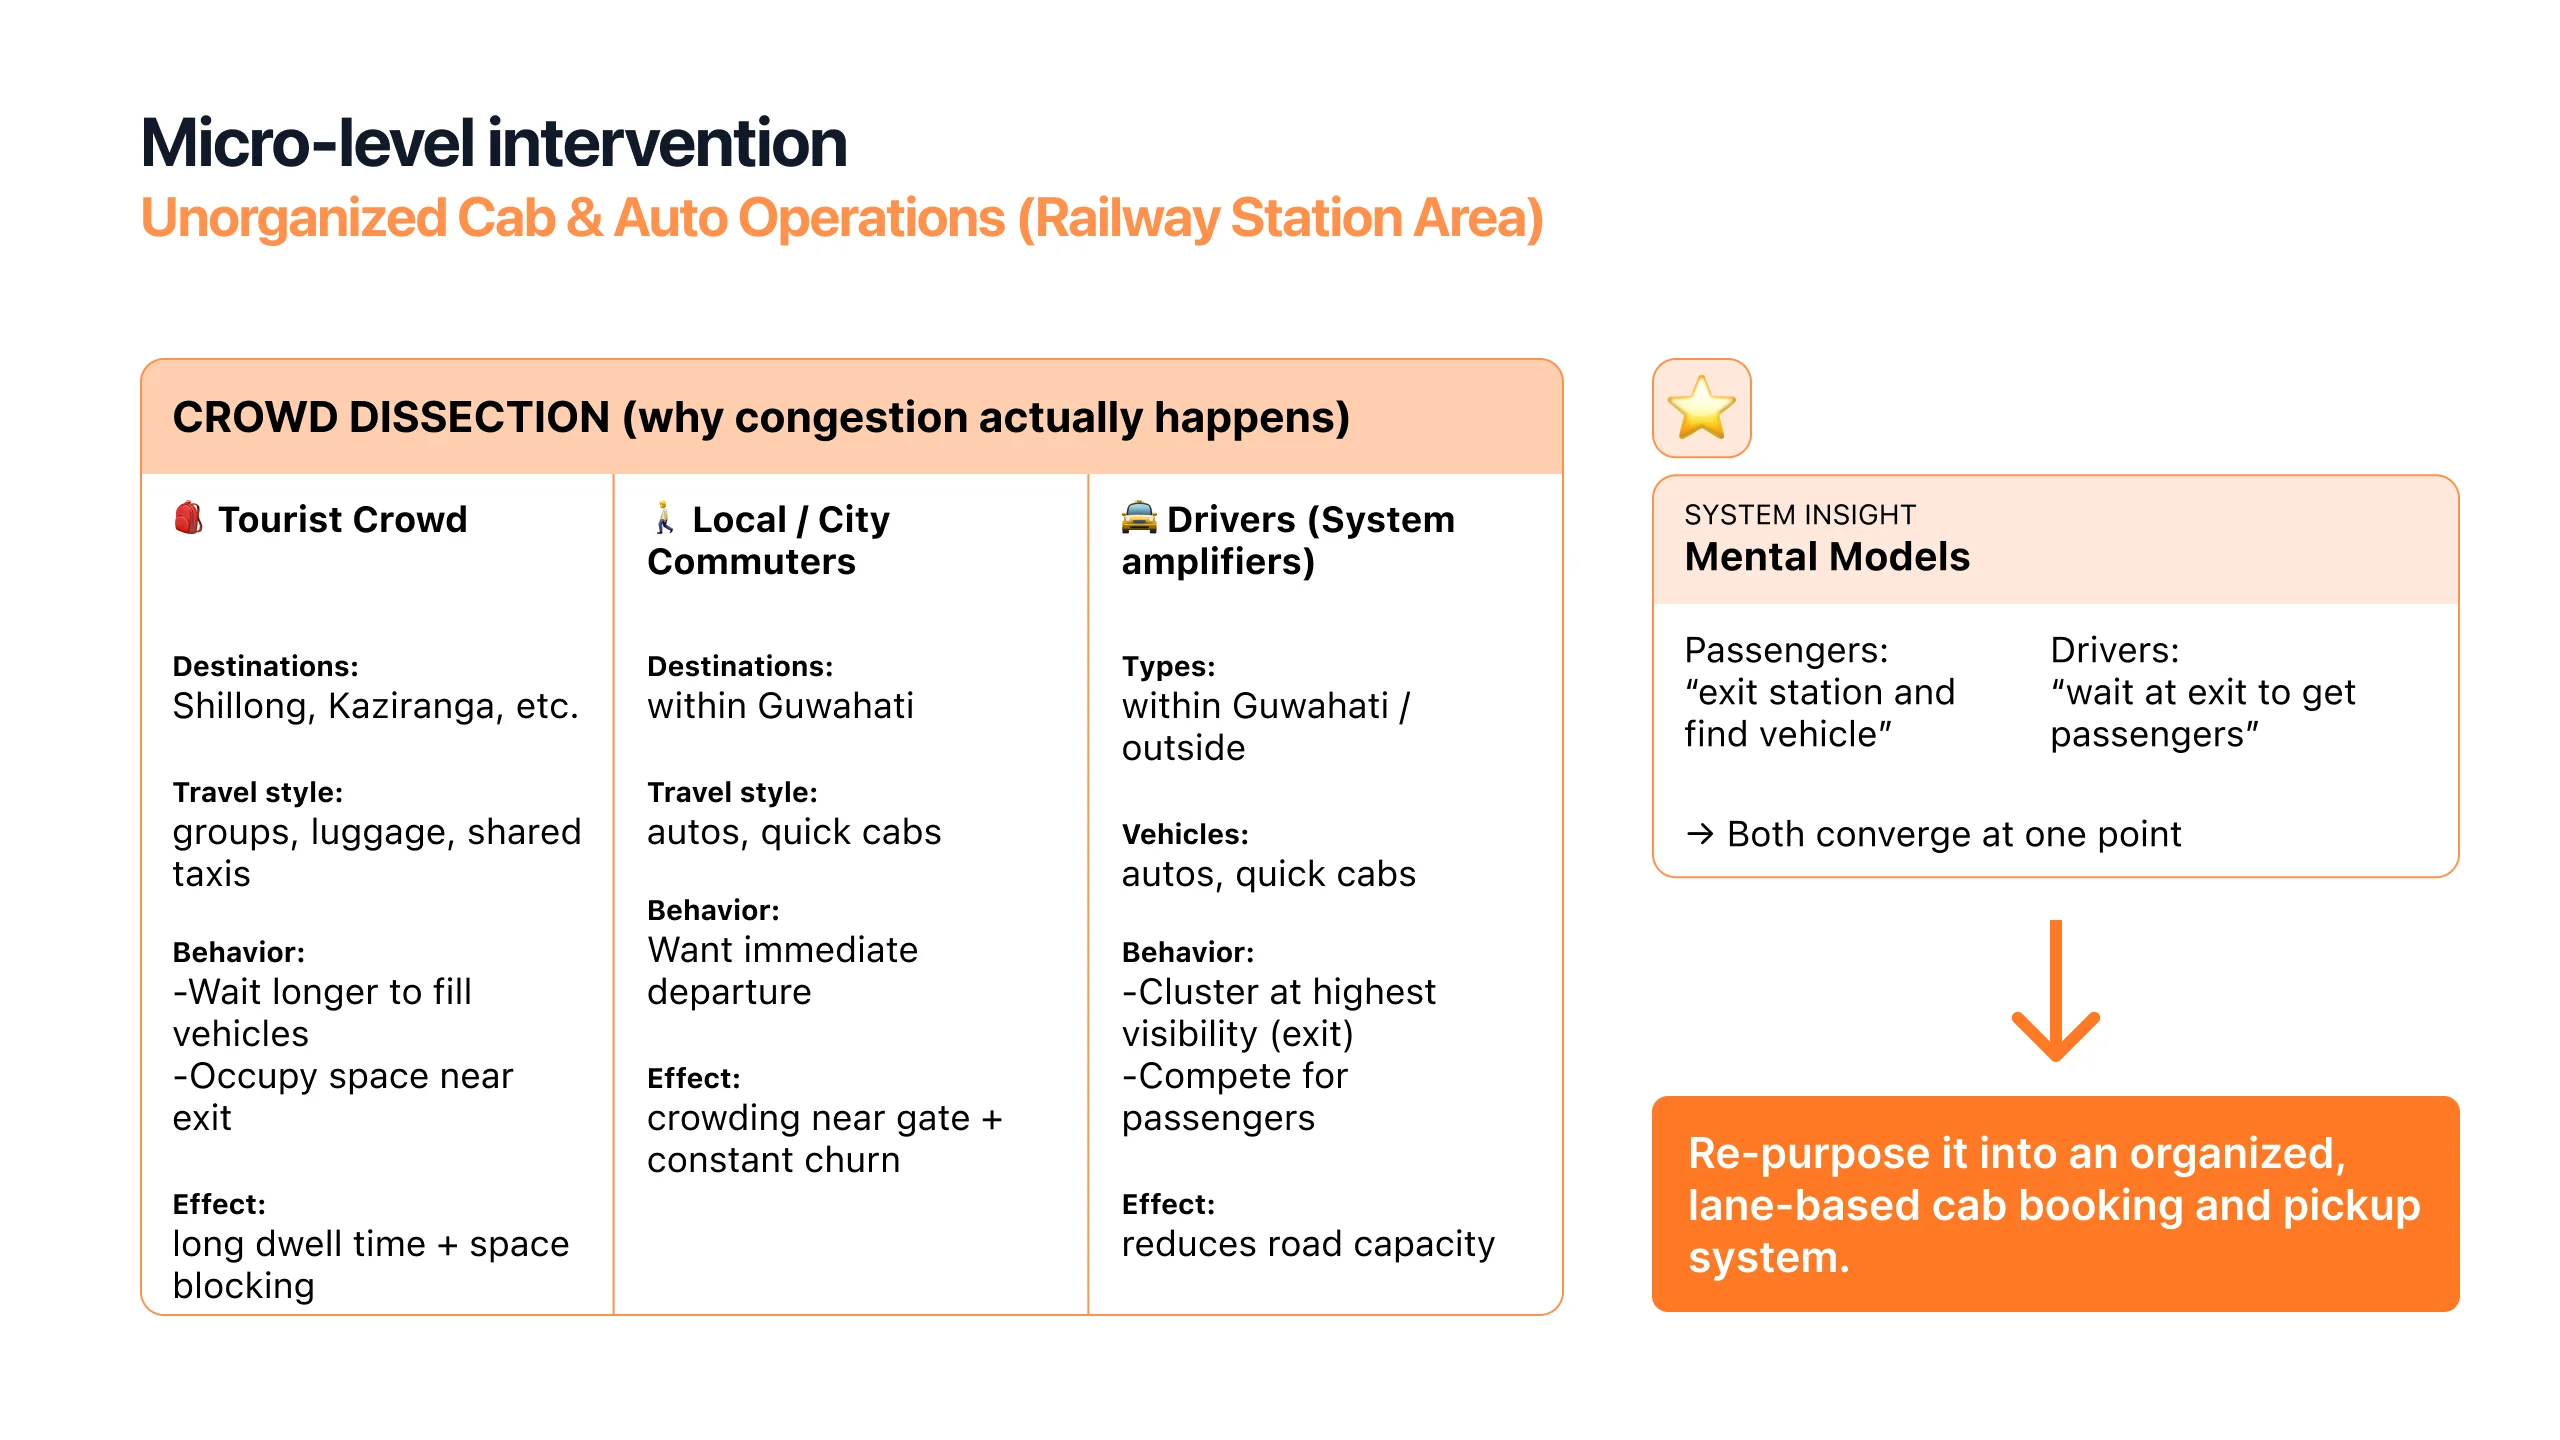 Micro-level intervention
Unorganized Cab & Auto Operations (Railway Station Area)
CROWD DISSECTION (why congestion actually happens)
Tourist Crowd
Destinations:
Shillong, Kaziranga, etc.
Travel style:
groups, luggage, shared
taxis
Behavior:
-Wait longer to fill
vehicles
-Occupy space near
exit
Effect:
long dwell time + space
blocking
Local / City
Commuters
Destinations:
within Guwahati
Travel style:
autos, quick cabs
Behavior:
Want immediate
departure
Effect:
crowding near gate +
constant churn
Drivers (System
amplifiers)
Types:
within Guwahati /
outside
Vehicles:
autos, quick cabs
Behavior:
-Cluster at highest
visibility (exit)
-Compete for
passengers
Effect:
reduces road capacity
SYSTEM INSIGHT
Mental Models
Passengers:
“exit station and
find vehicle”
Drivers:
“wait at exit to get
passengers”
→ Both converge at one point
Re-purpose it into an organized,
lane-based cab booking and pickup
system.